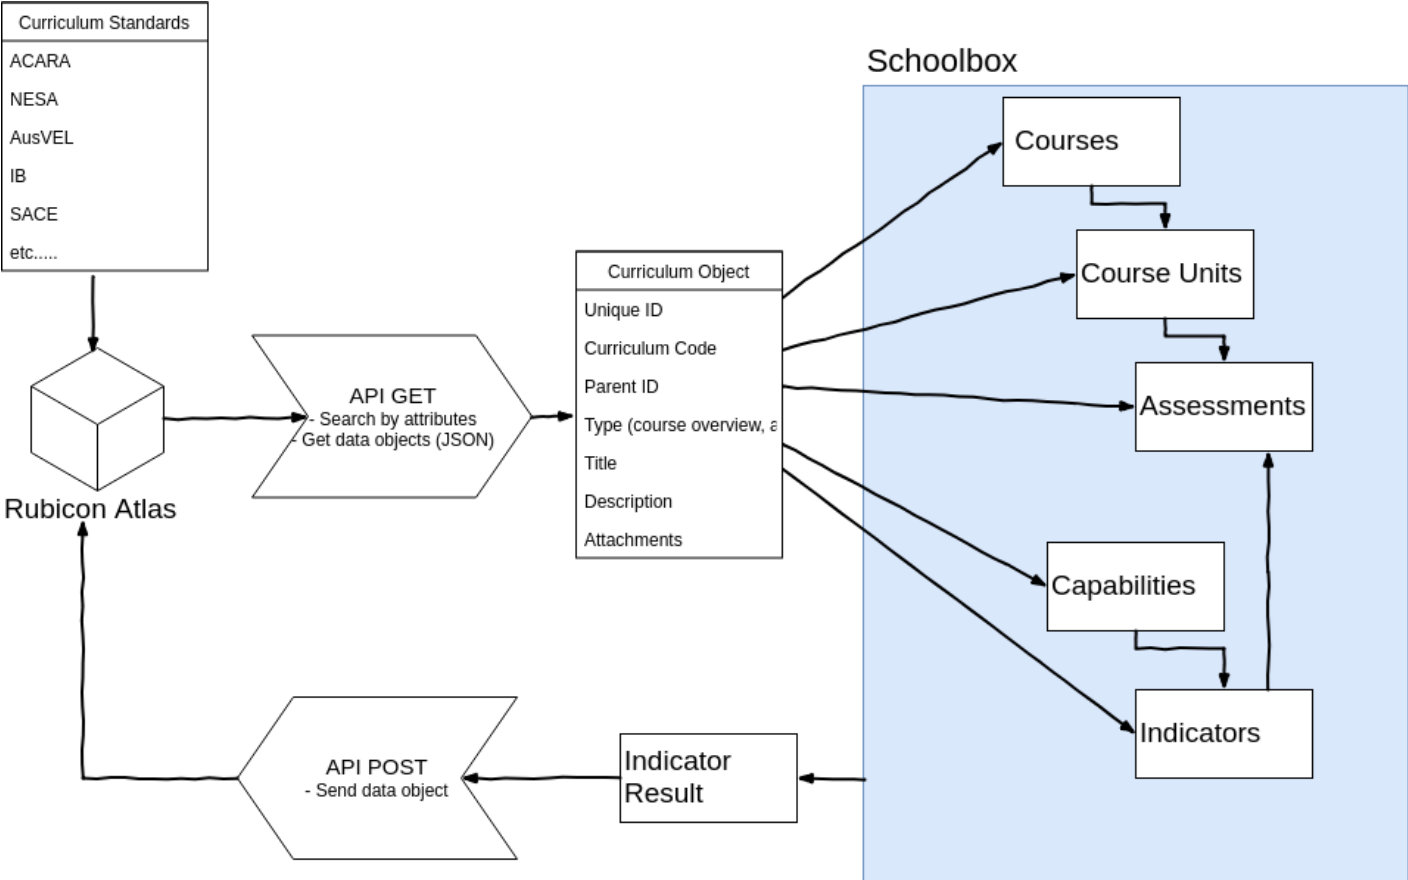 Curriculum Standards
ACARA
NESA
AusVEL
IB
SACE
etc.....
Rubicon Atlas
API GET
- Search by attributes
- Get data objects (JSON)
Curriculum Object
Unique ID
Curriculum Code
Parent ID
Type (course overview, a
Title
Description
Attachments
Schoolbox
Courses
Course Units
Assessments
Capabilities
Indicators
Indicator
Result
API POST
- Send data object